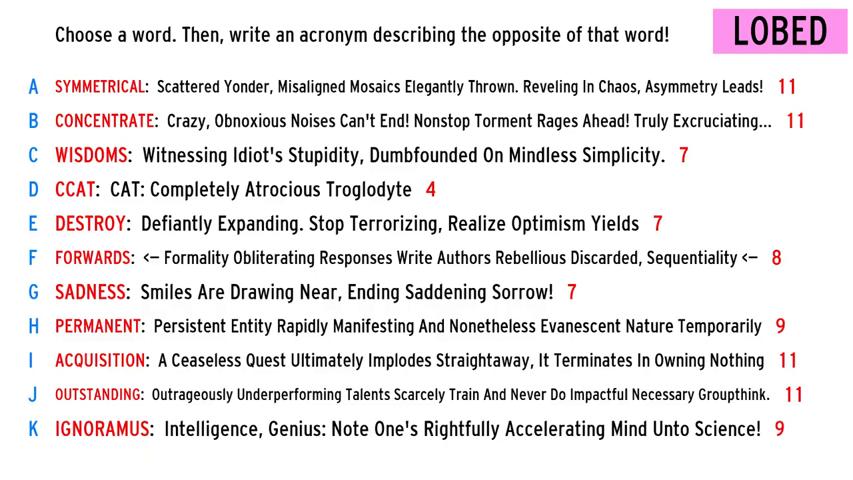 Choose a word. Then, write an acronym describing the opposite of that word!
LOBED
A SYMMETRICAL: Scattered Yonder, Misaligned Mosaics Elegantly Thrown. Reveling In Chaos, Asymmetry Leads! 11
B CONCENTRATE: Crazy, Obnoxious Noises Can't End! Nonstop Torment Rages Ahead! Truly Excruciating... 11
C WISDOMS: Witnessing Idiot's Stupidity, Dumbfounded On Mindless Simplicity. 7
D CCAT: CAT: Completely Atrocious Troglodyte 4
E DESTROY: Defiantly Expanding. Stop Terrorizing, Realize Optimism Yields 7
F FORWARDS: <– Formality Obliterating Responses Write Authors Rebellious Discarded, Sequentiality <– 8
G SADNESS: Smiles Are Drawing Near, Ending Saddening Sorrow! 7
H PERMANENT: Persistent Entity Rapidly Manifesting And Nonetheless Evanescent Nature Temporarily 9
I ACQUISITION: A Ceaseless Quest Ultimately Implodes Straightaway, It Terminates In Owning Nothing 11
J OUTSTANDING: Outrageously Underperforming Talents Scarcely Train And Never Do Impactful Necessary Groupthink. 11
K IGNORAMUS: Intelligence, Genius: Note One's Rightfully Accelerating Mind Unto Science! 9